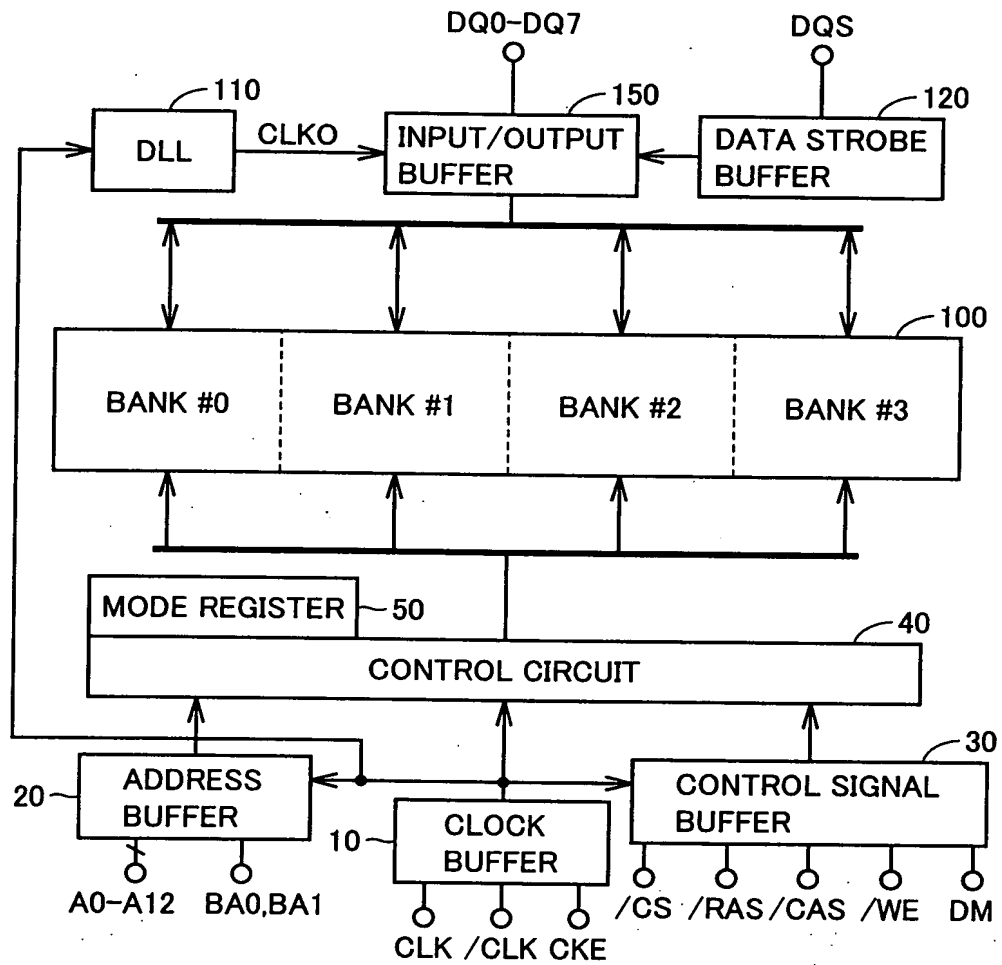 DQ0-DQ7
DQS
110
150
120
DLL
CLKO
INPUT/OUTPUT
BUFFER
DATA STROBE
BUFFER
100
BANK #0
BANK #1
BANK #2
BANK #3
MODE REGISTER
50
40
CONTROL CIRCUIT
30
20
ADDRESS
BUFFER
10
CLOCK
BUFFER
CONTROL SIGNAL
BUFFER
A0-A12
BA0,BA1
CLK
/CLK
CKE
/CS
/RAS
/CAS
/WE
DM